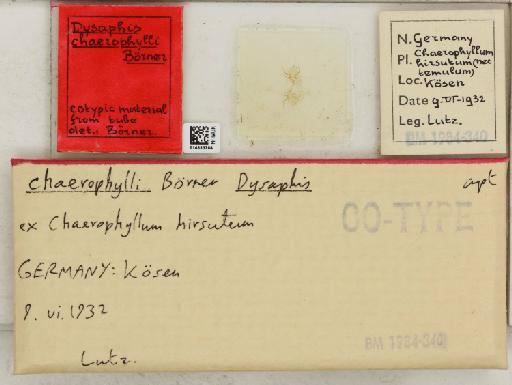 Dysaphis
chaerophylli
Börner
cotypic material
from tube
det. Börner.
N. Germany
Pl. Chaerophyllum
hirsutum (nec
temulum)
Loc. Kösen
Date 9-VI-1932
Leg. Lutz.
BM 1984-340
chaerophylli Börner Dysaphis apt
ex Chaerophyllum hirsutum
CO-TYPE
GERMANY: Kösen
9. vi. 1932
BM 1984-340
Lutz.